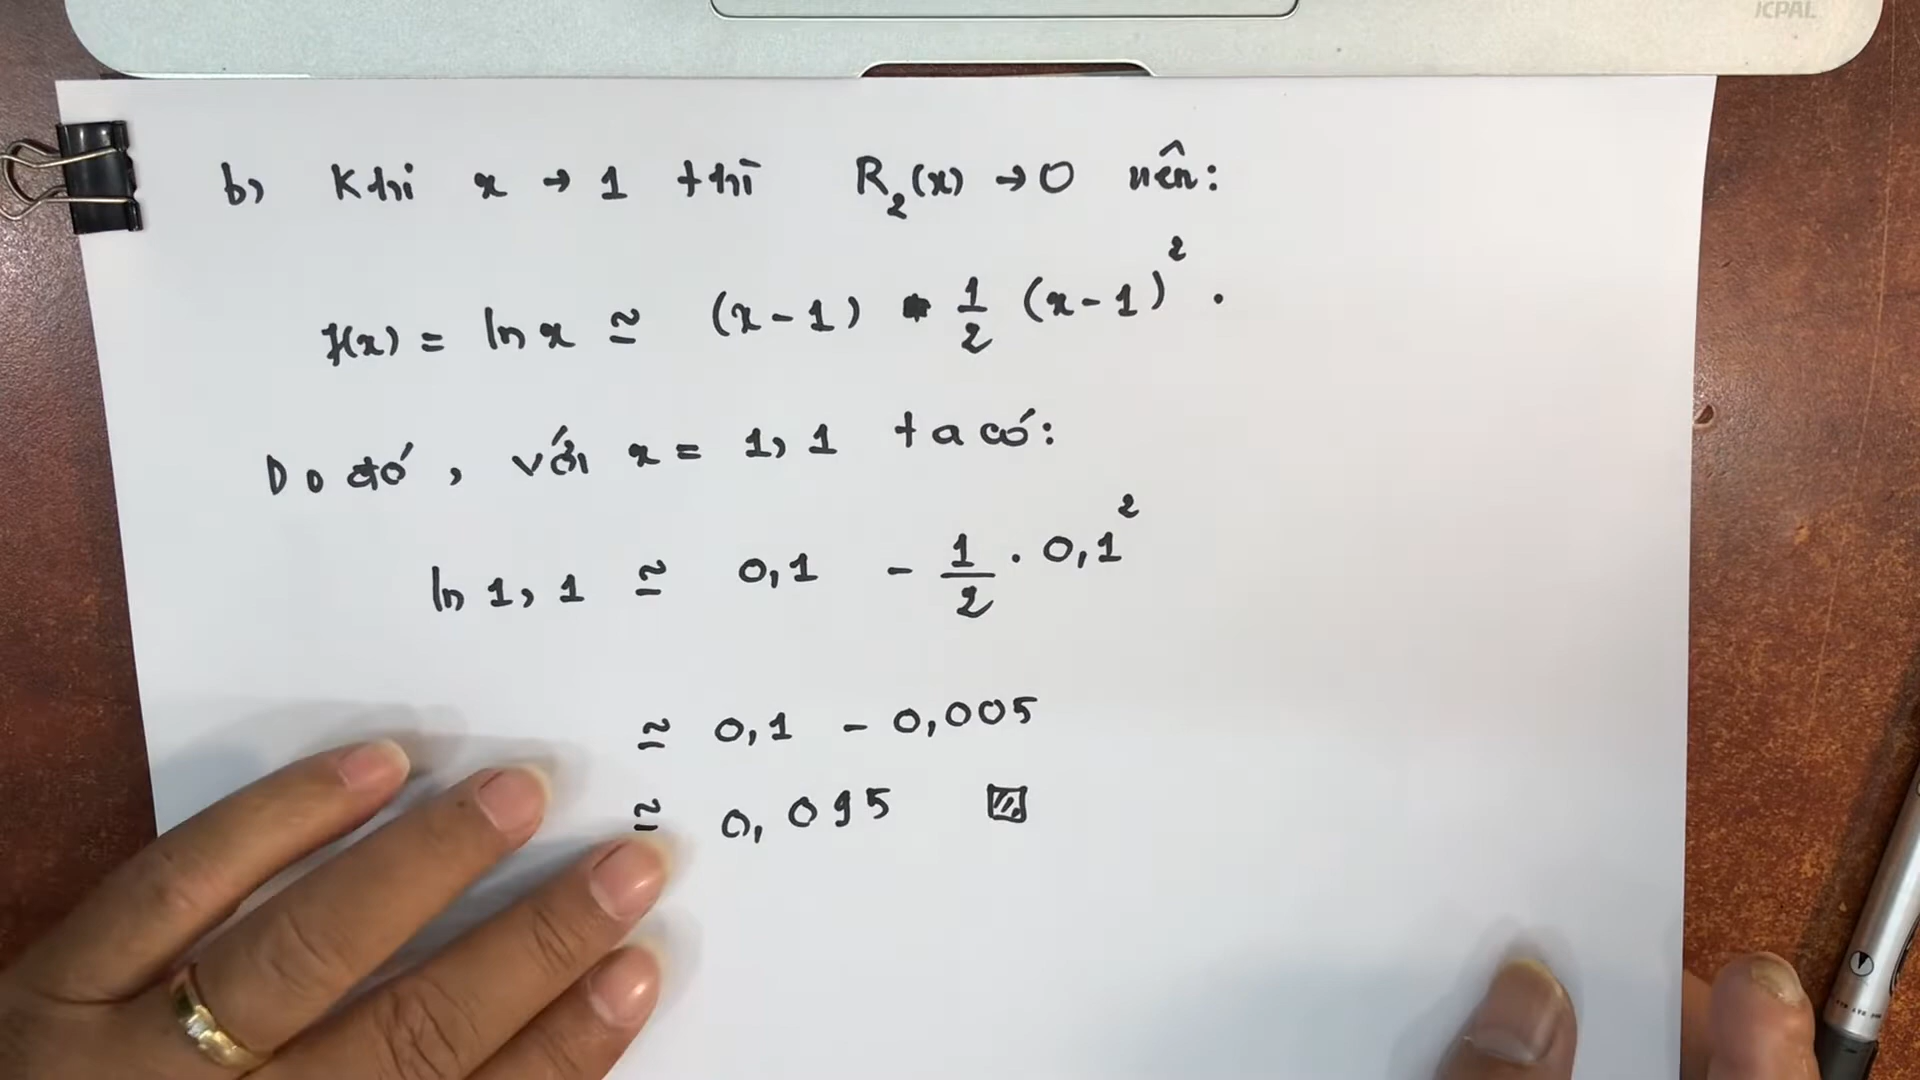 JCPAL
b) Khi x → 1 thì R₂(x) → 0 nên:
f(x) = ln x ≃ (x - 1) - 1/2 (x - 1)² .
Do đó, với x = 1,1 ta có:
ln 1,1 ≃ 0,1 - 1/2 . 0,1²
≃ 0,1 - 0,005
≃ 0,095